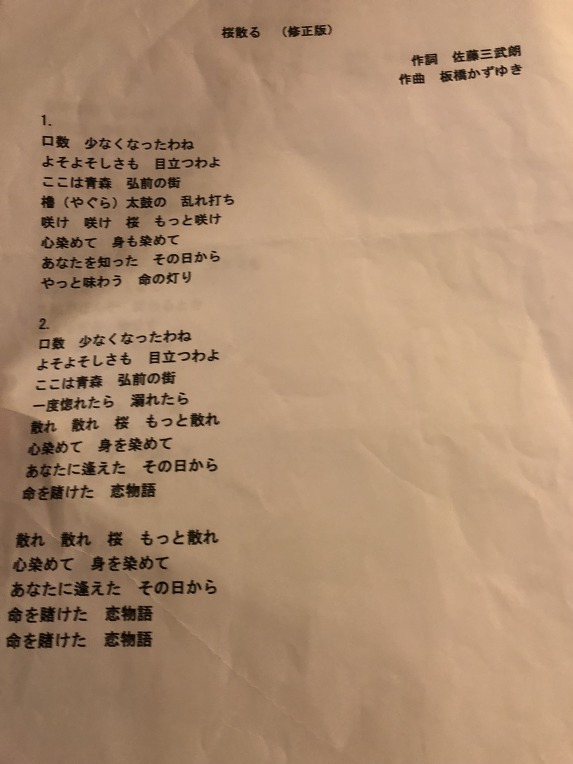 桜散る　（修正版）
作詞　佐藤三武朗
作曲　板橋かずゆき
1.
口数　少なくなったわね
よそよそしさも　目立つわよ
ここは青森　弘前の街
櫓（やぐら）太鼓の　乱れ打ち
咲け　咲け　桜　もっと咲け
心染めて　身も染めて
あなたを知った　その日から
やっと味わう　命の灯り
2.
口数　少なくなったわね
よそよそしさも　目立つわよ
ここは青森　弘前の街
一度惚れたら　溺れたら
散れ　散れ　桜　もっと散れ
心染めて　身を染めて
あなたに逢えた　その日から
命を賭けた　恋物語
散れ　散れ　桜　もっと散れ
心染めて　身を染めて
あなたに逢えた　その日から
命を賭けた　恋物語
命を賭けた　恋物語